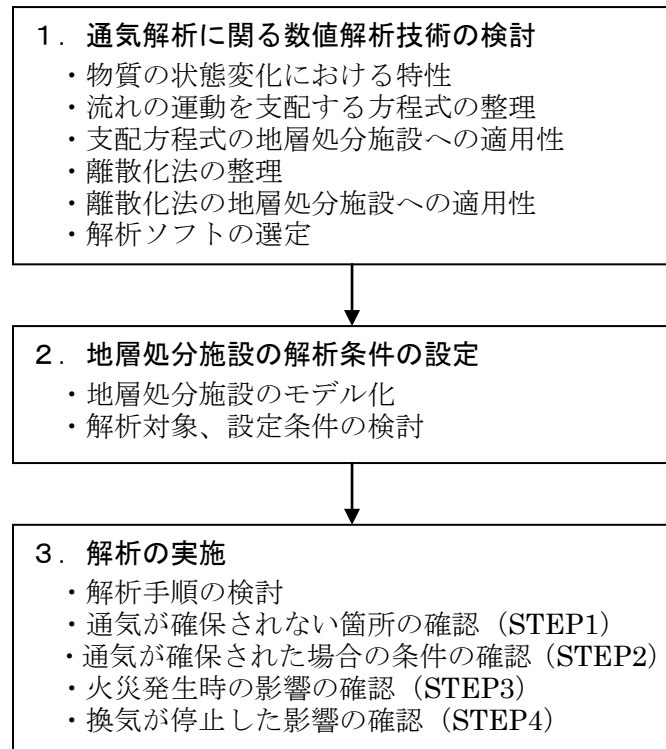 １．通気解析に関る数値解析技術の検討
・物質の状態変化における特性
・流れの運動を支配する方程式の整理
・支配方程式の地層処分施設への適用性
・離散化法の整理
・離散化法の地層処分施設への適用性
・解析ソフトの選定
２．地層処分施設の解析条件の設定
・地層処分施設のモデル化
・解析対象、設定条件の検討
３．解析の実施
・解析手順の検討
・通気が確保されない箇所の確認（STEP1）
・通気が確保された場合の条件の確認（STEP2）
・火災発生時の影響の確認（STEP3）
・換気が停止した影響の確認（STEP4）